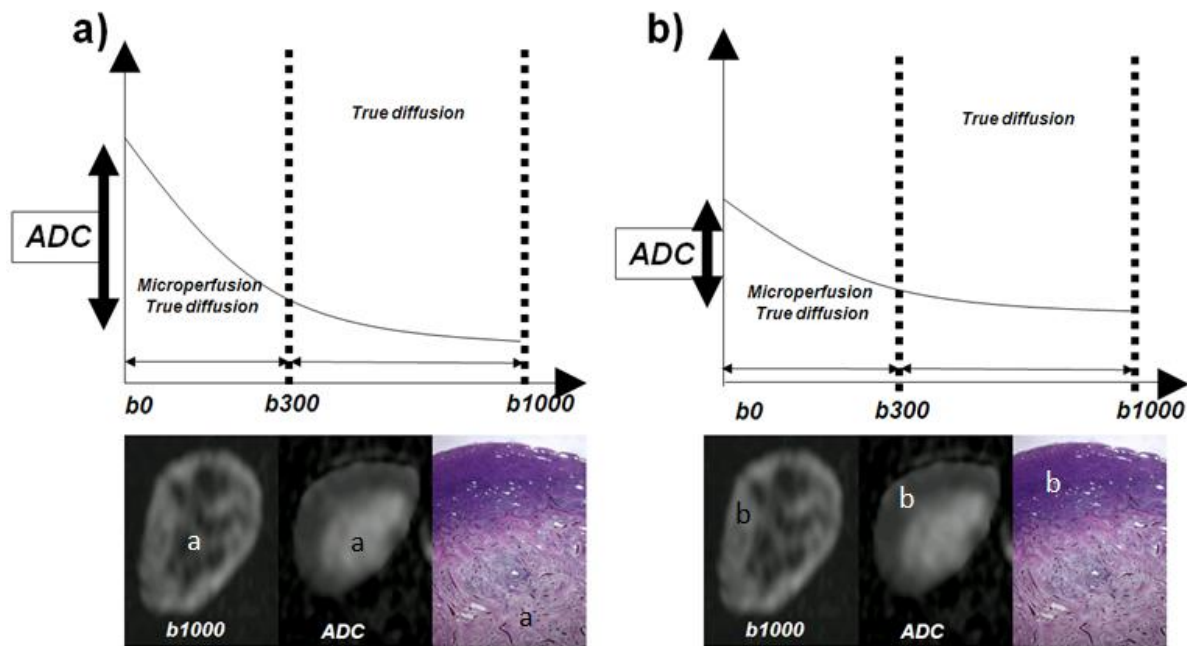 a)
True diffusion
ADC
Microperfusion
True diffusion
b0 b300 b1000
a a a
b1000 ADC
b)
True diffusion
ADC
Microperfusion
True diffusion
b0 b300 b1000
b b b
b1000 ADC